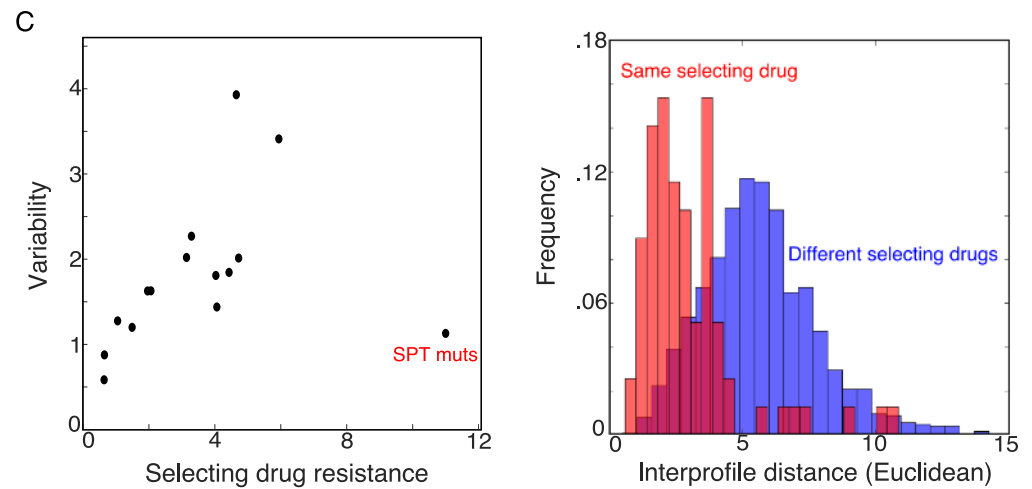 C
Variability
4
3
2
1
0
0
4
8
12
SPT muts
Selecting drug resistance
Frequency
.18
.12
.06
0
0
5
10
15
Same selecting drug
Different selecting drugs
Interprofile distance (Euclidean)